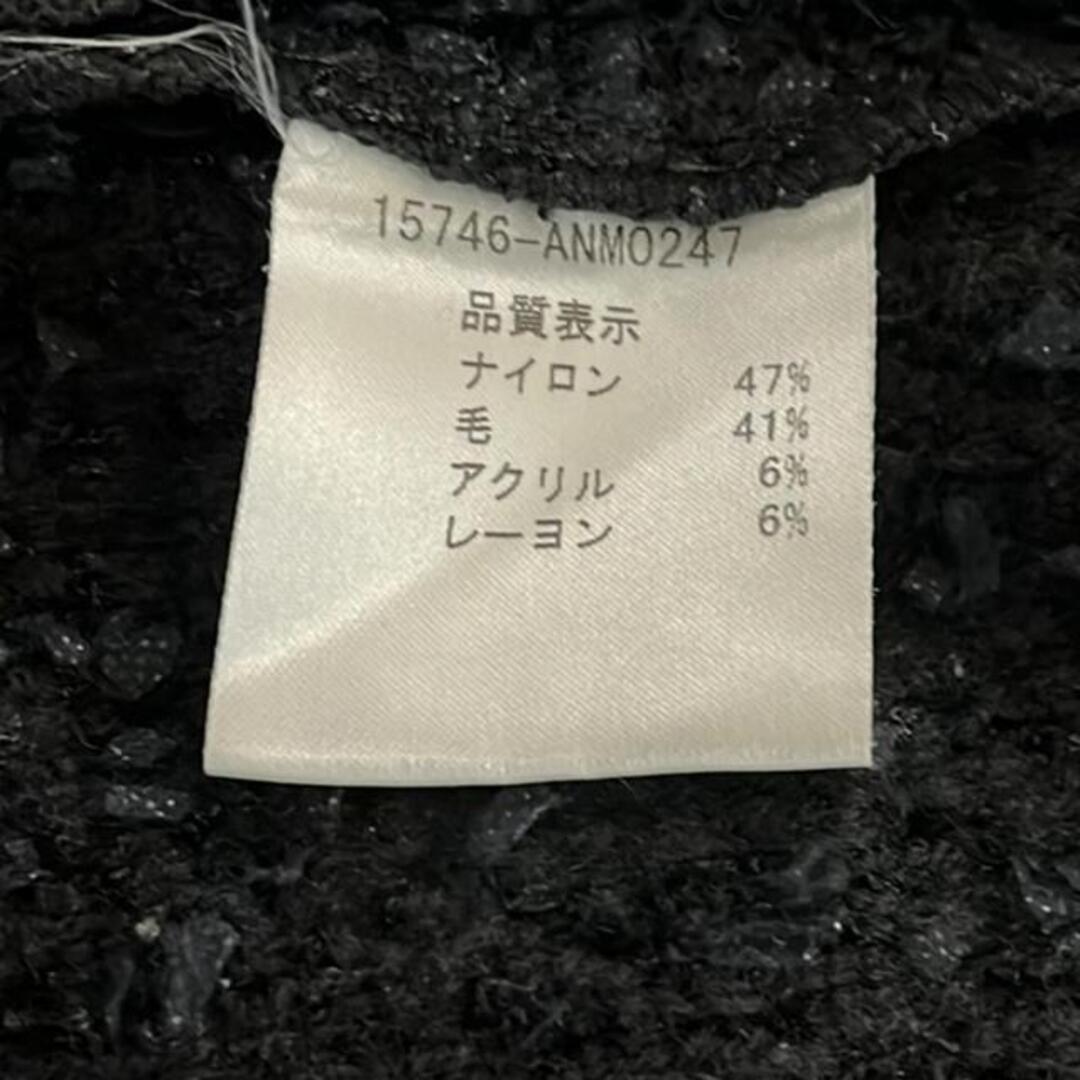 15746-ANM0247
品質表示
ナイロン 47%
毛 41%
アクリル 6%
レーヨン 6%